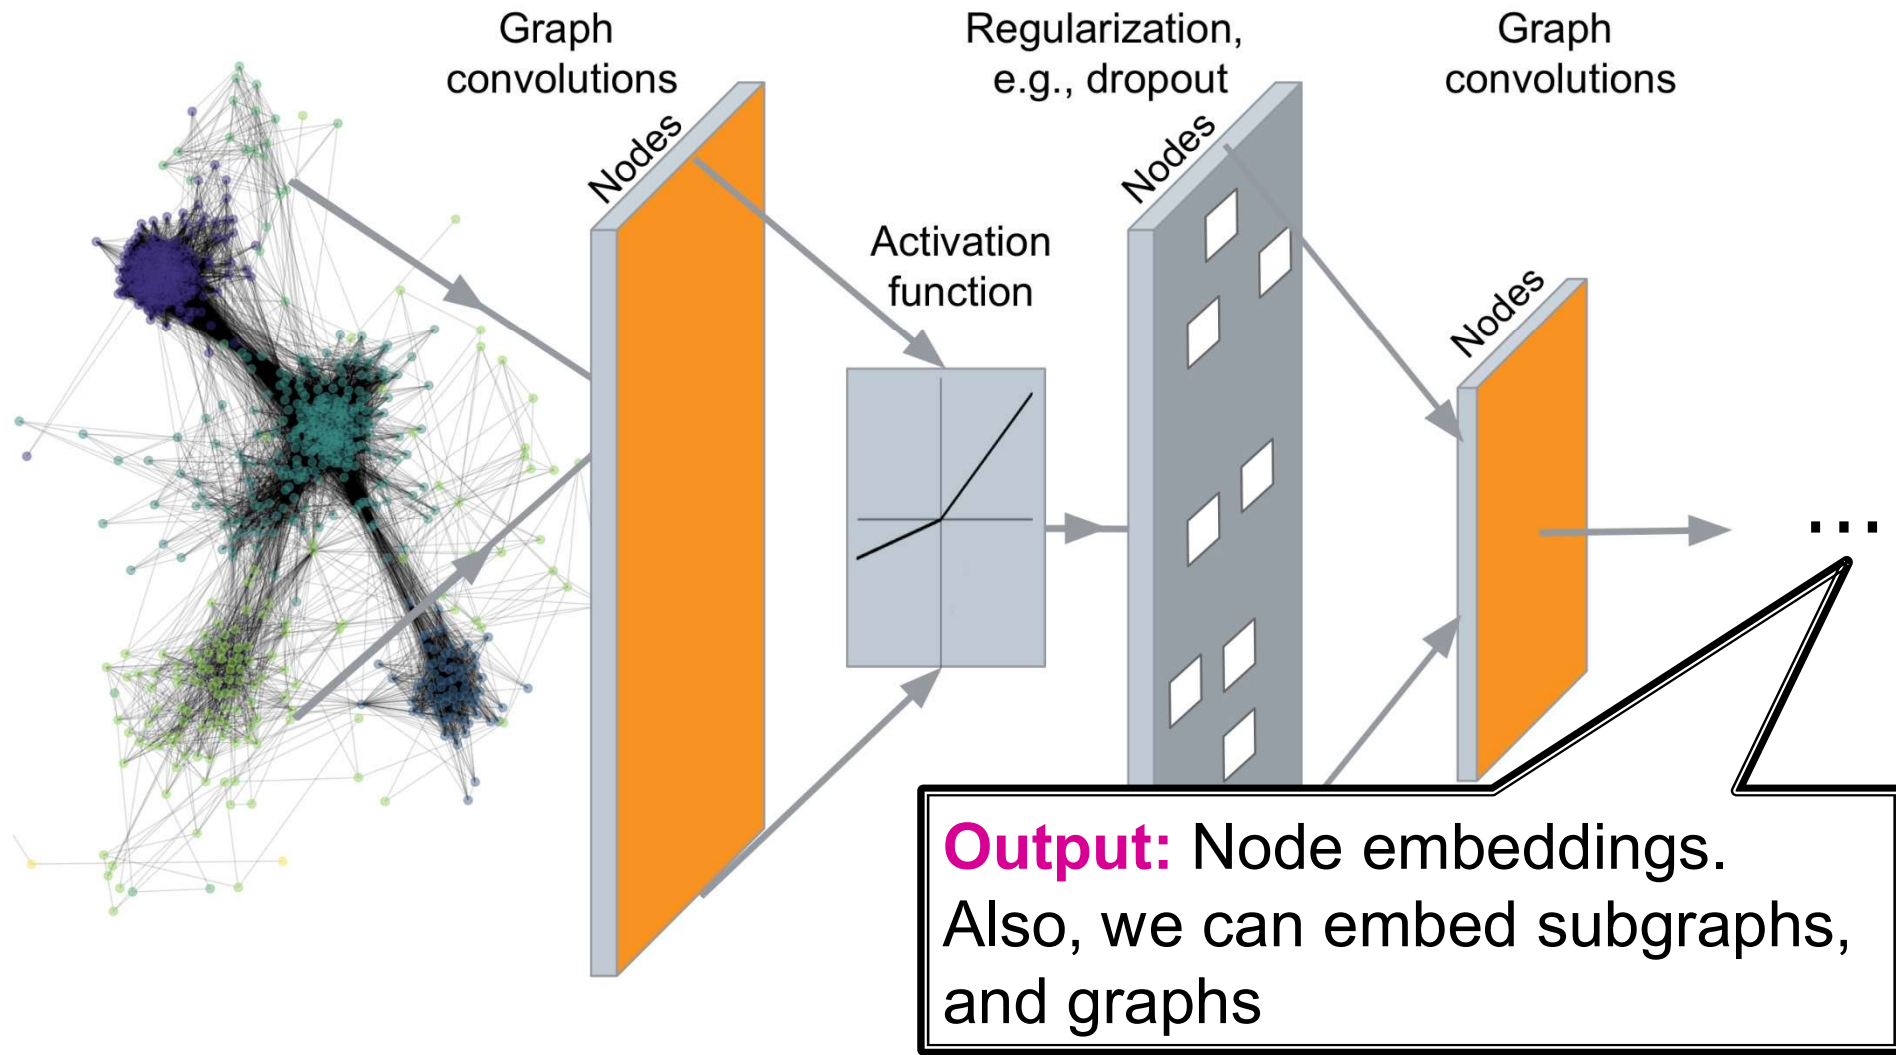 Graph
convolutions
Regularization,
e.g., dropout
Graph
convolutions
Nodes
Nodes
Activation
function
Nodes
...
Output: Node embeddings.
Also, we can embed subgraphs,
and graphs